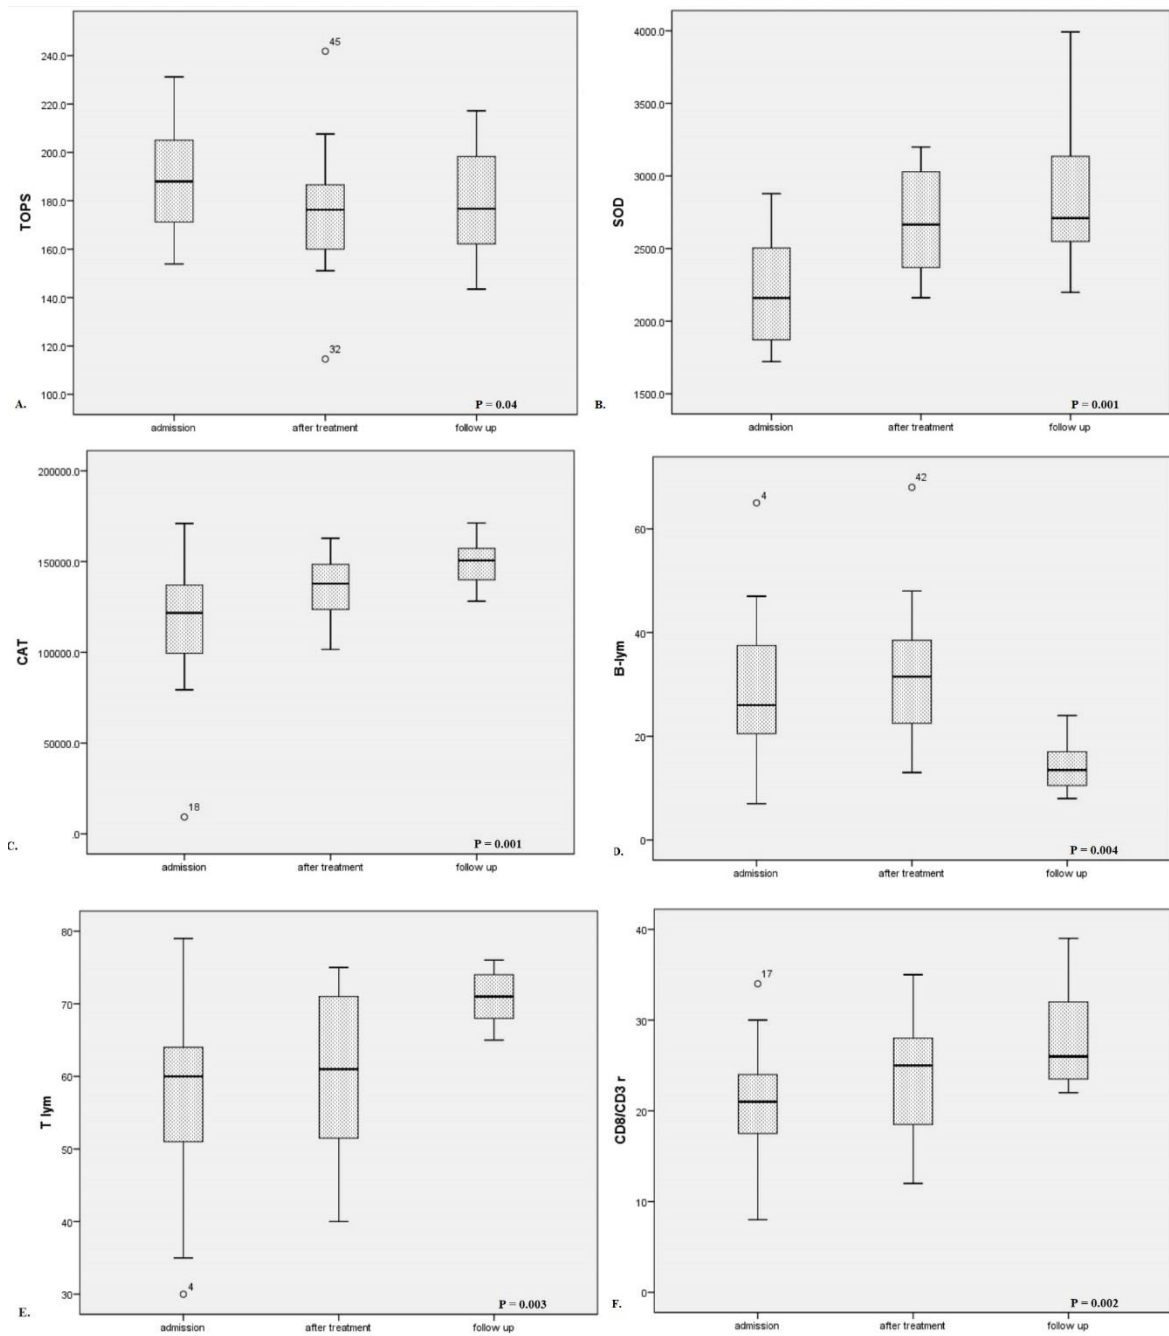 TOPS
240.0
220.0
200.0
180.0
160.0
140.0
120.0
100.0
45
32
A.
P = 0.04
admission
after treatment
follow up
SOD
4000.0
3500.0
3000.0
2500.0
2000.0
1500.0
B.
P = 0.001
admission
after treatment
follow up
CAT
200000.0
150000.0
100000.0
50000.0
.0
18
C.
P = 0.001
admission
after treatment
follow up
B-lym
60
40
20
0
4
42
D.
P = 0.004
admission
after treatment
follow up
T lym
80
70
60
50
40
30
4
E.
P = 0.003
admission
after treatment
follow up
CD8/CD3 r
40
30
20
10
0
17
F.
P = 0.002
admission
after treatment
follow up